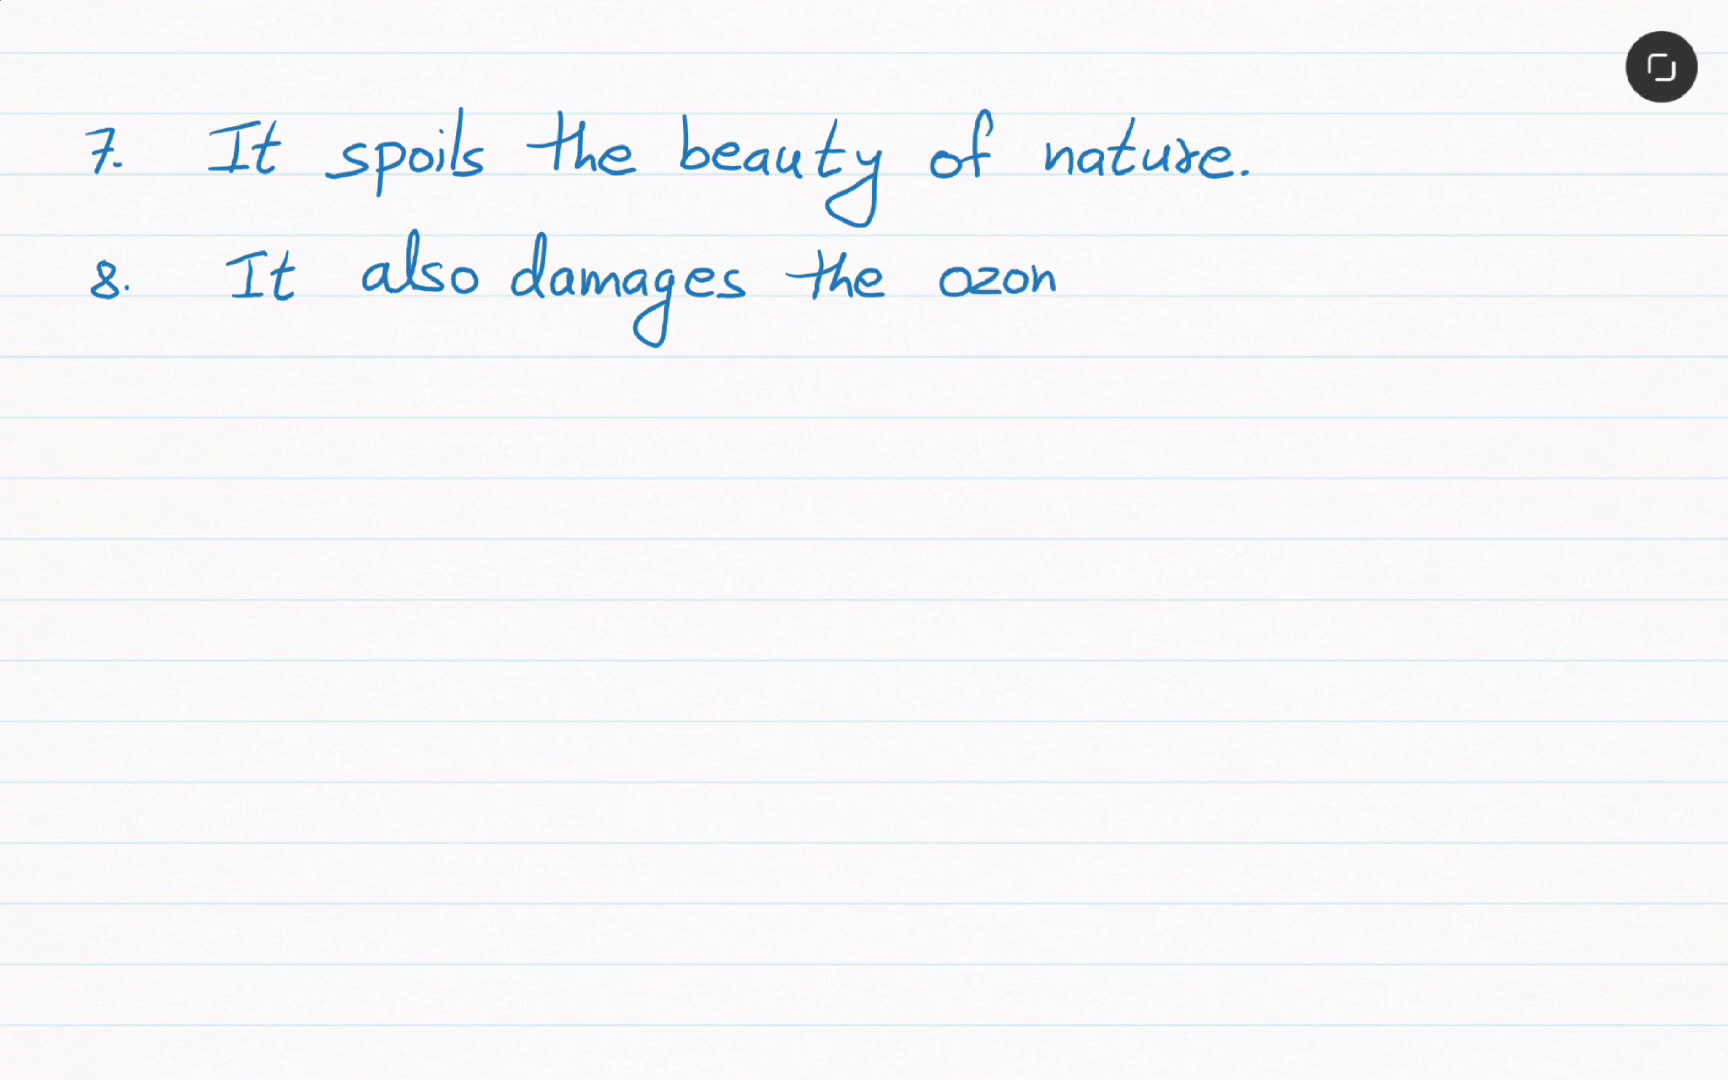 7. It spoils the beauty of nature.
8. It also damages the ozon